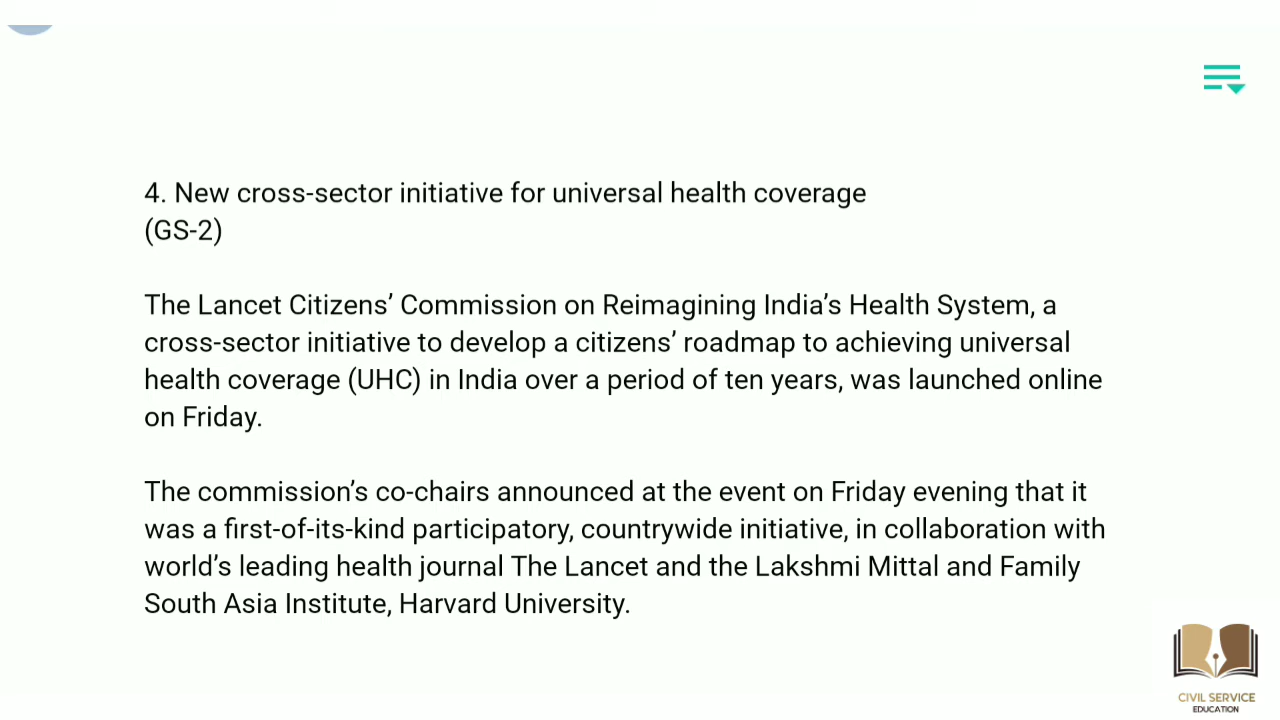 4. New cross-sector initiative for universal health coverage
(GS-2)
The Lancet Citizens’ Commission on Reimagining India’s Health System, a
cross-sector initiative to develop a citizens’ roadmap to achieving universal
health coverage (UHC) in India over a period of ten years, was launched online
on Friday.
The commission’s co-chairs announced at the event on Friday evening that it
was a first-of-its-kind participatory, countrywide initiative, in collaboration with
world’s leading health journal The Lancet and the Lakshmi Mittal and Family
South Asia Institute, Harvard University.
CIVIL SERVICE
EDUCATION